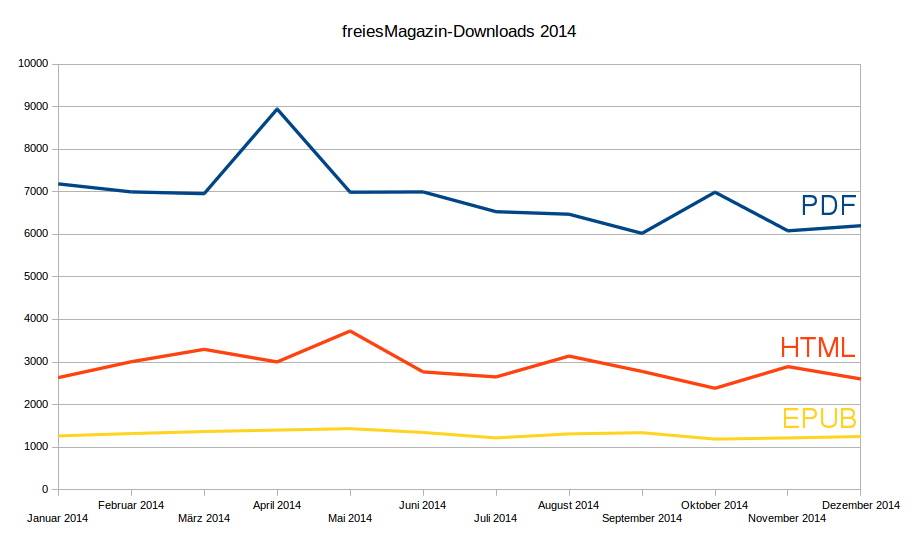 freiesMagazin-Downloads 2014
10000
9000
8000
7000
PDF
6000
5000
4000
HTML
3000
2000
EPUB
1000
0
Januar 2014
Februar 2014
März 2014
April 2014
Mai 2014
Juni 2014
Juli 2014
August 2014
September 2014
Oktober 2014
November 2014
Dezember 2014